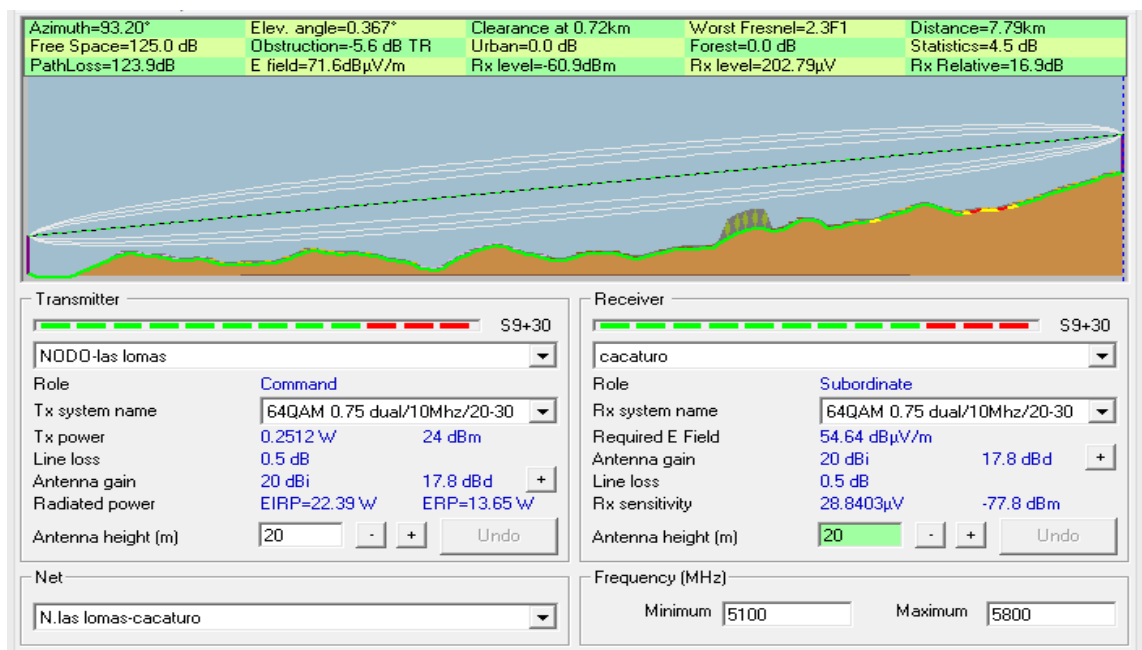 Azimuth=93.20° Elev. angle=0.367° Clearance at 0.72km Worst Fresnel=2.3F1 Distance=7.79km
Free Space=125.0 dB Obstruction=-5.6 dB TR Urban=0.0 dB Forest=0.0 dB Statistics=4.5 dB
PathLoss=123.9dB E field=71.6dBµV/m Rx level=-60.9dBm Rx level=202.79µV Rx Relative=16.9dB
Transmitter
S9+30
NODO-las lomas
Role Command
Tx system name 64QAM 0.75 dual/10Mhz/20-30
Tx power 0.2512 W 24 dBm
Line loss 0.5 dB
Antenna gain 20 dBi 17.8 dBd +
Radiated power EIRP=22.39 W ERP=13.65 W
Antenna height (m) 20 - + Undo
Receiver
S9+30
cacaturo
Role Subordinate
Rx system name 64QAM 0.75 dual/10Mhz/20-30
Required E Field 54.64 dBµV/m
Antenna gain 20 dBi 17.8 dBd +
Line loss 0.5 dB
Rx sensitivity 28.8403µV -77.8 dBm
Antenna height (m) 20 - + Undo
Net
N.las lomas-cacaturo
Frequency (MHz)
Minimum 5100 Maximum 5800